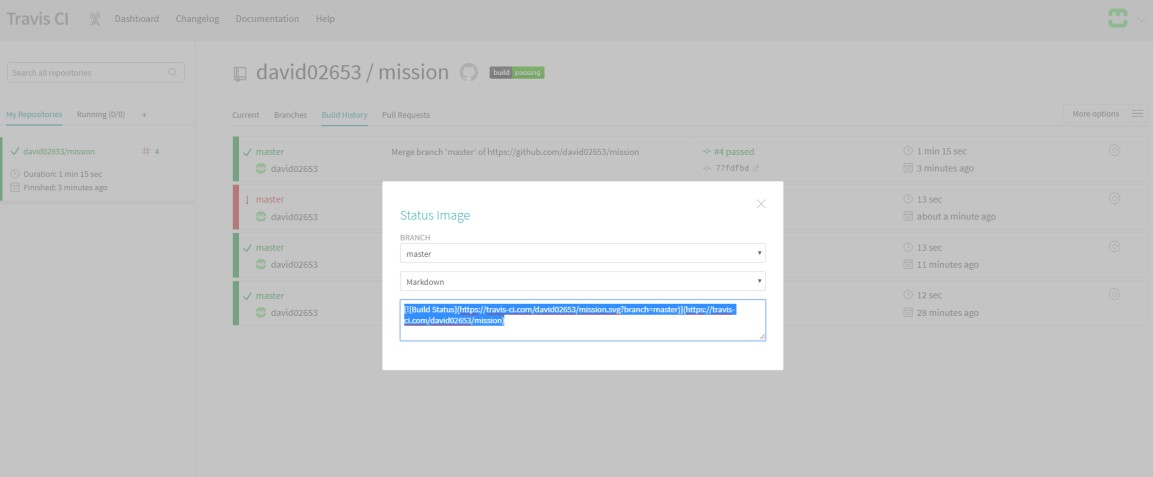 Travis CI
Dashboard
Changelog
Documentation
Help
Search all repositories
My Repositories
Running (0/0)
+
david02653/mission
# 4
Duration: 1 min 15 sec
Finished: 3 minutes ago
david02653 / mission
build passing
Current
Branches
Build History
Pull Requests
More options
master
Merge branch 'master' of https://github.com/david02653/mission
#4 passed
1 min 15 sec
david02653
77fdfbd
3 minutes ago
! master
13 sec
david02653
about a minute ago
master
13 sec
david02653
11 minutes ago
master
12 sec
david02653
28 minutes ago
Status Image
BRANCH
master
Markdown
[![Build Status](https://travis-ci.com/david02653/mission.svg?branch=master)](https://travis-
ci.com/david02653/mission)